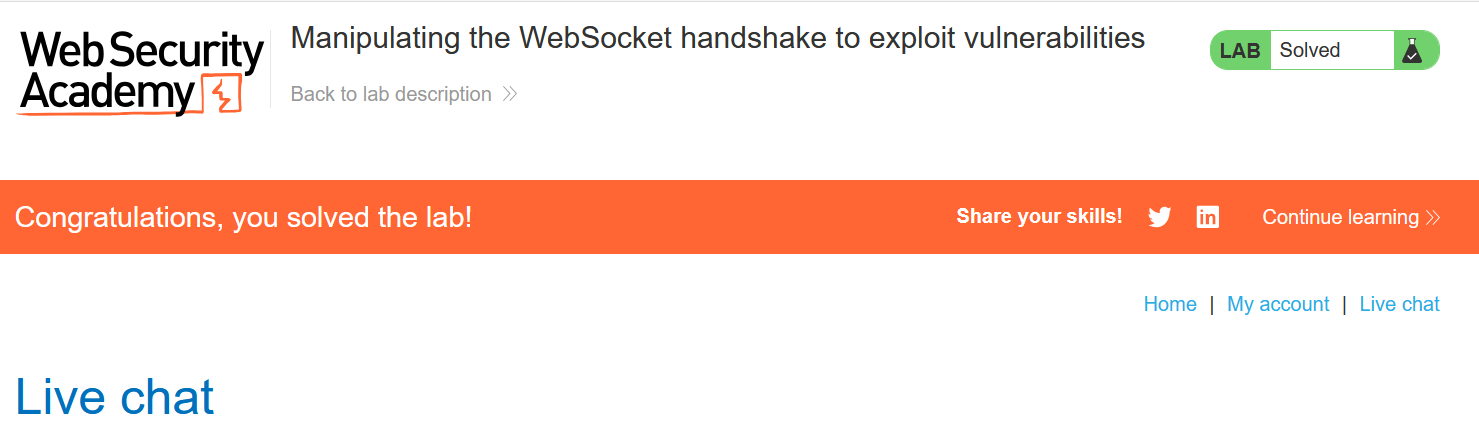 Web Security
Academy
Manipulating the WebSocket handshake to exploit vulnerabilities
Back to lab description
LAB Solved
Congratulations, you solved the lab!
Share your skills!
Continue learning
Home | My account | Live chat
Live chat